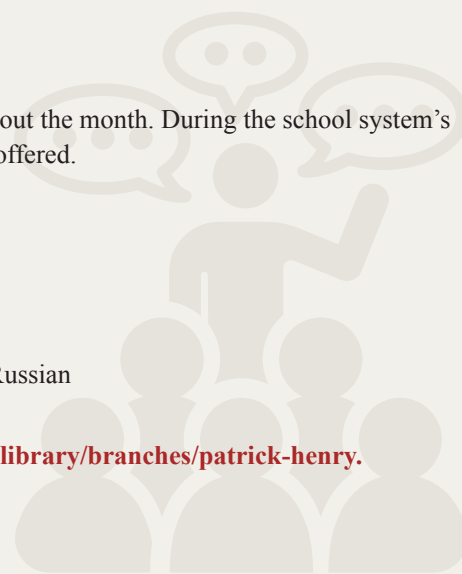 out the month. During the school system’s
offered.
Russian
library/branches/patrick-henry.